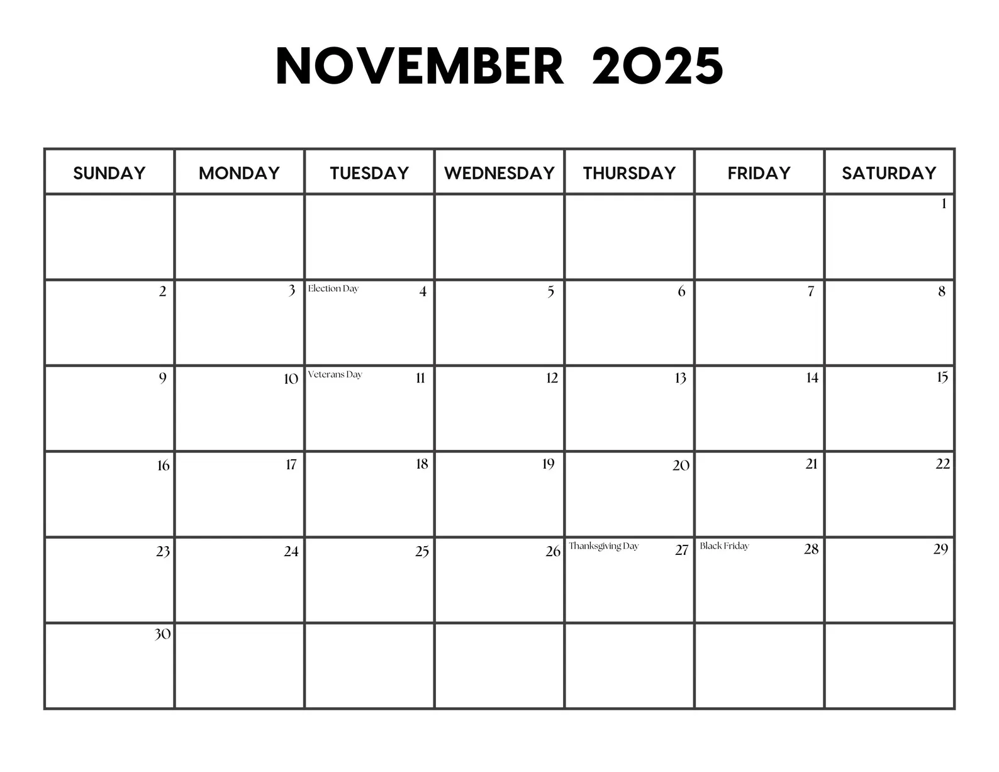 NOVEMBER 2025
SUNDAY MONDAY TUESDAY WEDNESDAY THURSDAY FRIDAY SATURDAY
1
2 3 Election Day 4 5 6 7 8
9 10 Veterans Day 11 12 13 14 15
16 17 18 19 20 21 22
23 24 25 26 Thanksgiving Day 27 Black Friday 28 29
30